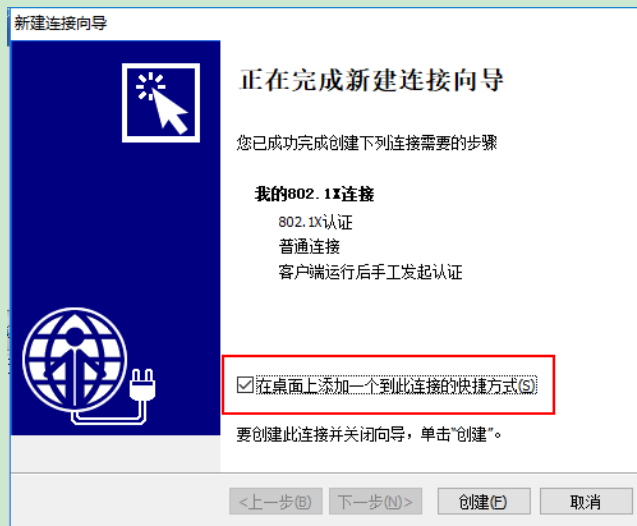 新建连接向导
正在完成新建连接向导
您已成功完成创建下列连接需要的步骤
我的802.1X连接
802.1X认证
普通连接
客户端运行后手工发起认证
在桌面上添加一个到此连接的快捷方式(S)
要创建此连接并关闭向导，单击"创建"。
<上一步(B) 下一步(N)> 创建(F) 取消